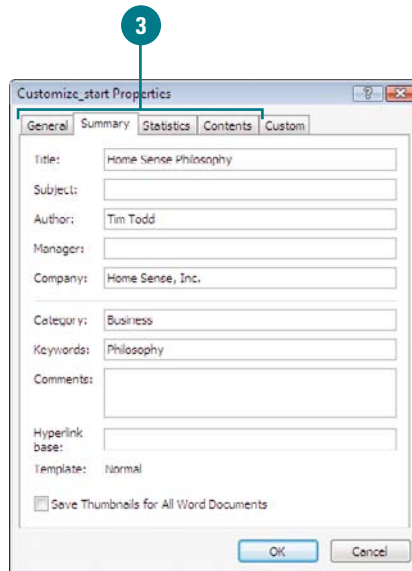 3
Customize_start Properties
General Summary Statistics Contents Custom
Title: Home Sense Philosophy
Subject:
Author: Tim Todd
Manager:
Company: Home Sense, Inc.
Category: Business
Keywords: Philosophy
Comments:
Hyperlink
base:
Template: Normal
Save Thumbnails for All Word Documents
OK Cancel